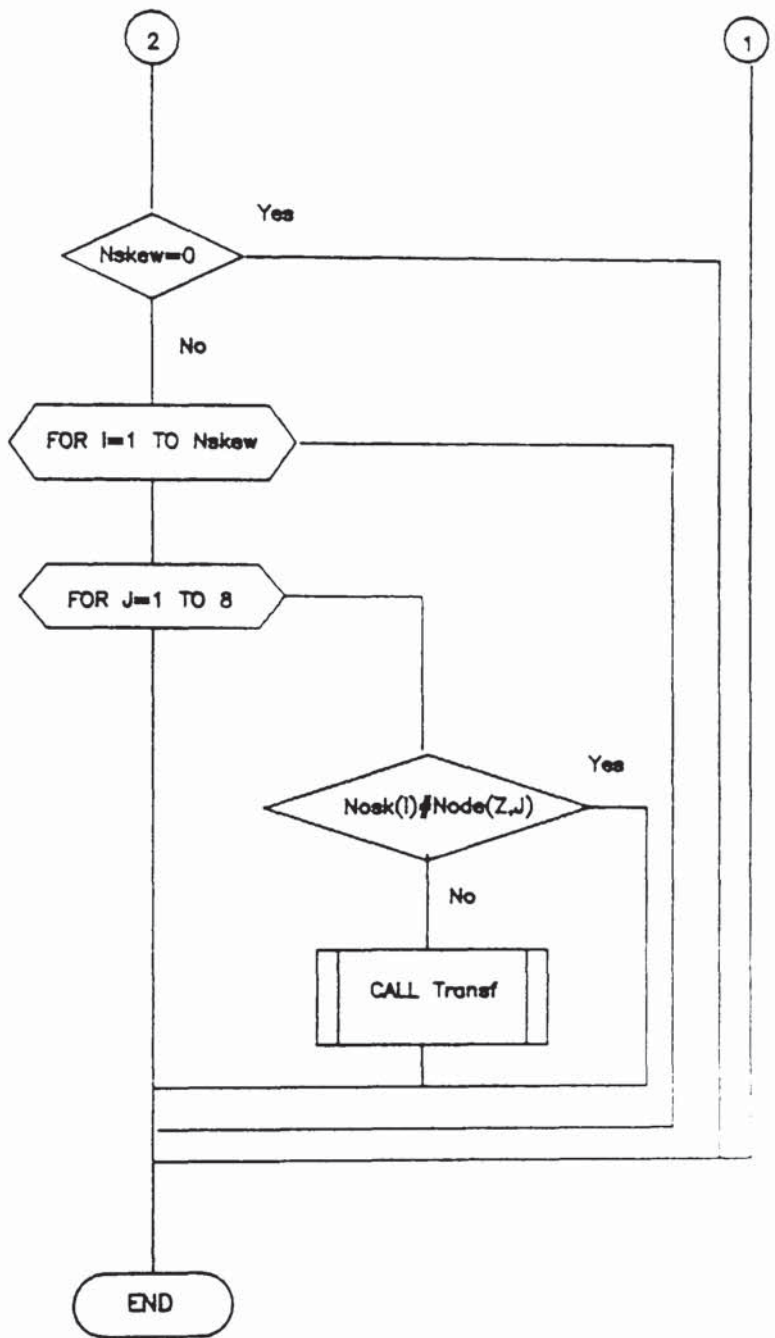 2
1
Yes
Nskew=0
No
FOR I=1 TO Nskew
FOR J=1 TO 8
Yes
Nosk(I)≠Node(Z,J)
No
CALL Transf
END